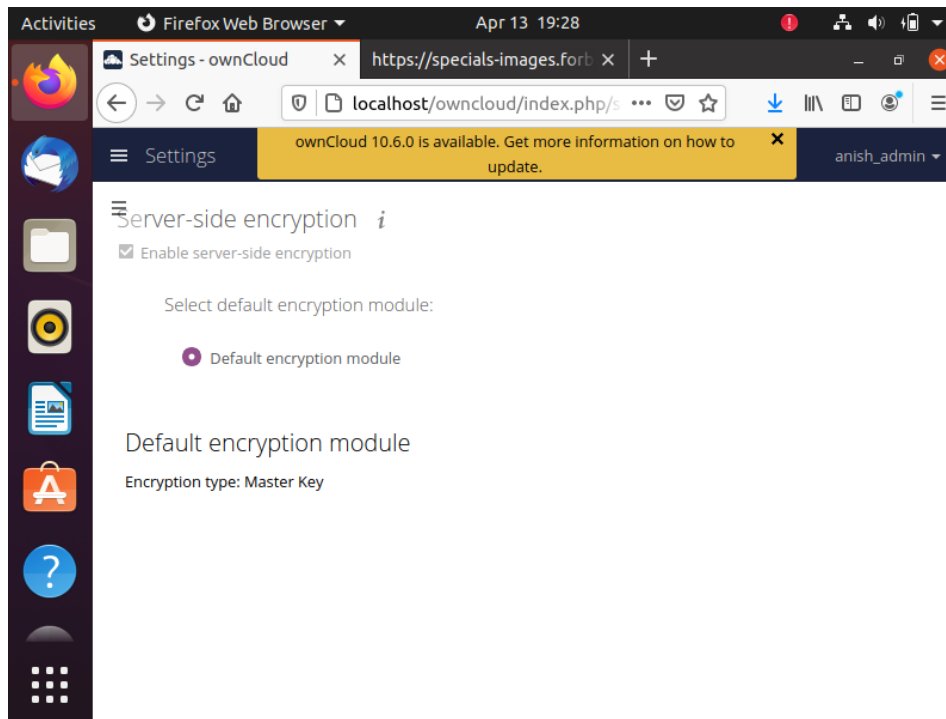 Activities
Firefox Web Browser
Apr 13 19:28
Settings - ownCloud
https://specials-images.forb
localhost/owncloud/index.php/s
Settings
ownCloud 10.6.0 is available. Get more information on how to
update.
anish_admin
Server-side encryption i
Enable server-side encryption
Select default encryption module:
Default encryption module
Default encryption module
Encryption type: Master Key